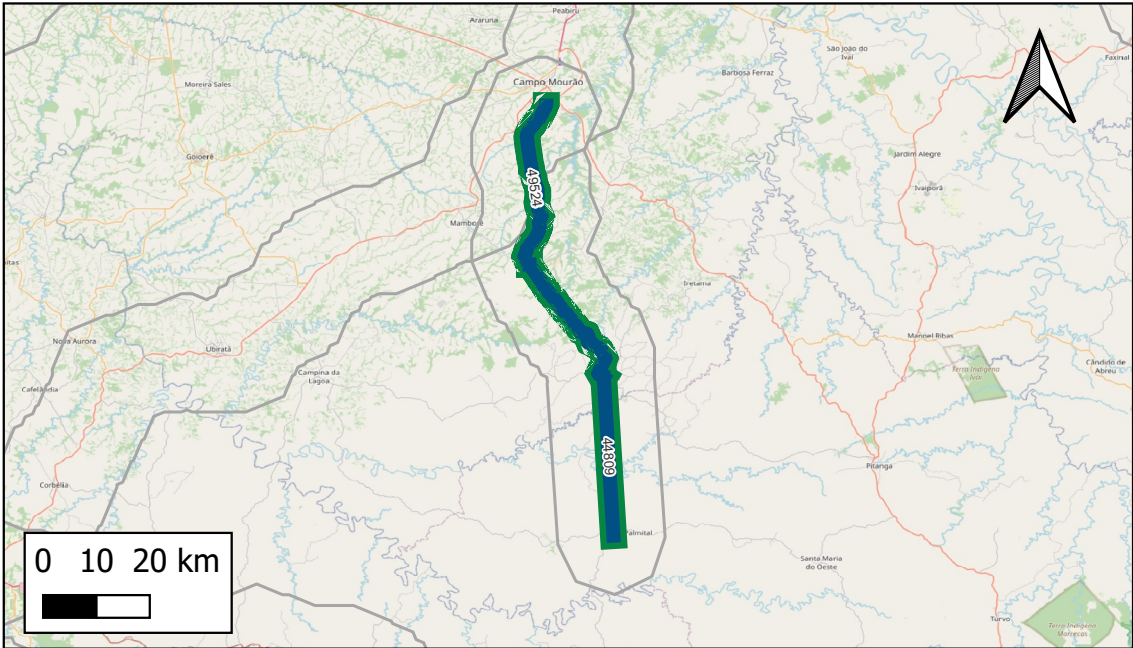 Peabiru
Araruna
São João do
Ivaí
Faxinal
Barbosa Ferraz
Campo Mourão
Moreira Sales
Goioerê
Jardim Alegre
Ivaiporã
49524
Mamborê
Iretama
Manoel Ribas
Nova Aurora
Ubiratã
Campina da
Lagoa
Terra Indígena
Ivaí
Cândido de
Abreu
Cafelândia
44809
Pitanga
Corbélia
Palmital
Santa Maria
do Oeste
0 10 20 km
Turvo
Terra Indígena
Marrecas